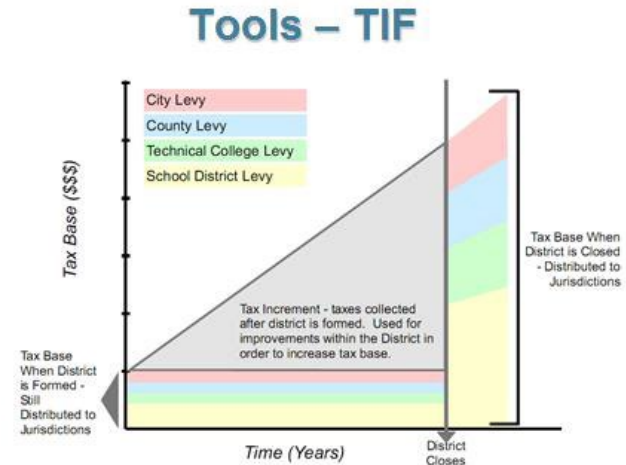 Tools – TIF
City Levy
County Levy
Technical College Levy
School District Levy
Tax Base ($$$)
Tax Increment - taxes collected
after district is formed. Used for
improvements within the District in
order to increase tax base.
Tax Base When
District is Closed
- Distributed to
Jurisdictions
Tax Base
When District
is Formed -
Still
Distributed to
Jurisdictions
Time (Years)
District
Closes